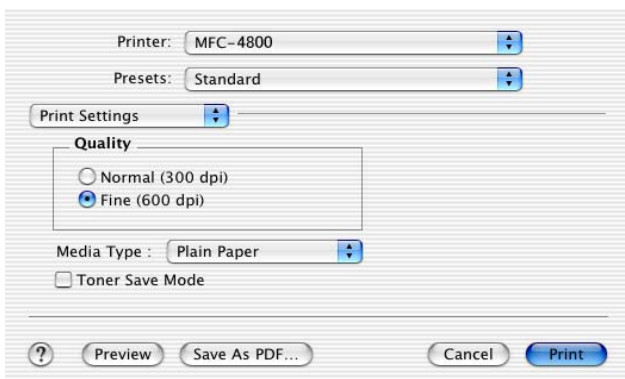 Printer: MFC-4800
Presets: Standard
Print Settings
Quality
Normal (300 dpi)
Fine (600 dpi)
Media Type : Plain Paper
Toner Save Mode
? Preview Save As PDF... Cancel Print